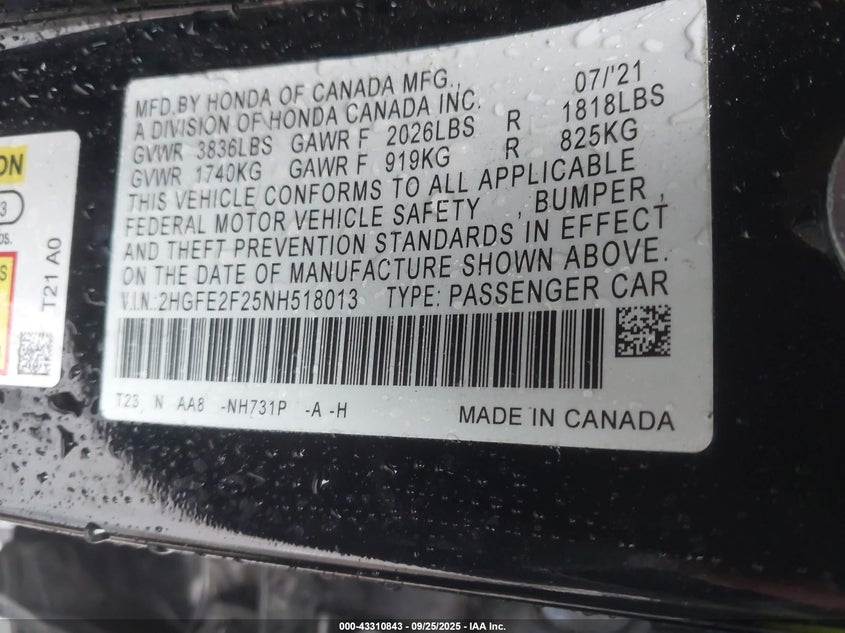 MFD.BY HONDA OF CANADA MFG., 07/'21
A DIVISION OF HONDA CANADA INC.
GVWR 3836LBS GAWR F 2026LBS R 1818LBS
GVWR 1740KG GAWR F 919KG R 825KG
THIS VEHICLE CONFORMS TO ALL APPLICABLE
FEDERAL MOTOR VEHICLE SAFETY , BUMPER ,
AND THEFT PREVENTION STANDARDS IN EFFECT
ON THE DATE OF MANUFACTURE SHOWN ABOVE.
V.I.N.:2HGFE2F25NH518013 TYPE: PASSENGER CAR
T23 N AA8 -NH731P -A -H MADE IN CANADA
ON
3
bs.
S
T21 A0
000-43310843 / 09/25/2025 - IAA Inc.